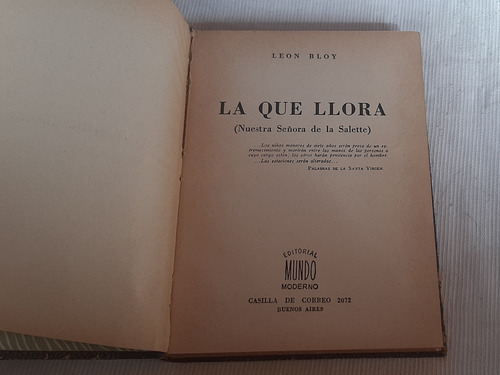 LEON BLOY
LA QUE LLORA
(Nuestra Señora de la Salette)
...Los niños menores de siete años serán presa de un es-
tremecimiento y morirán entre las manos de las personas a
cuyo cargo estén; los otros harán penitencia por el hambre.
...Las estaciones serán alteradas...
PALABRAS DE LA SANTA VIRGEN
EDITORIAL
MUNDO
MODERNO
CASILLA DE CORREO 2072
BUENOS AIRES